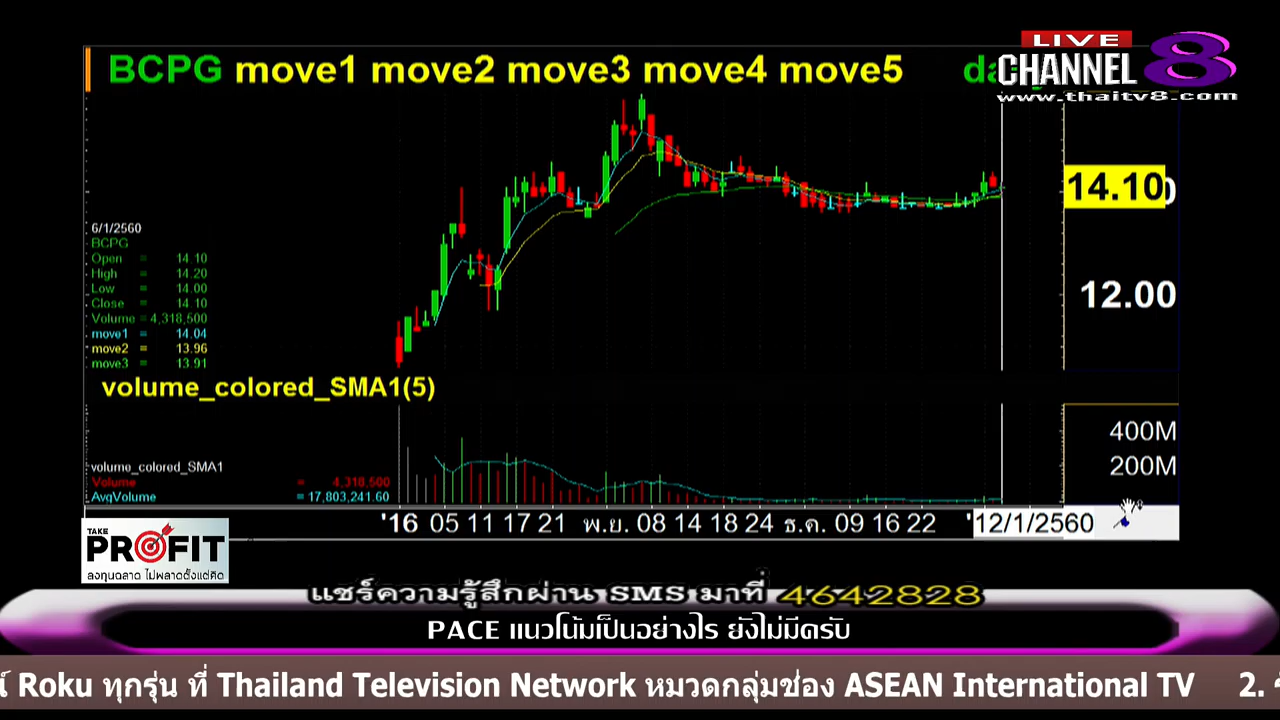 LIVE
CHANNEL 8
www.thaitv8.com
BCPG move1 move2 move3 move4 move5
14.10
12.00
6/1/2560
BCPG
Open = 14.10
High = 14.20
Low = 14.00
Close = 14.10
Volume = 4,318,500
move1 = 14.04
move2 = 13.96
move3 = 13.91
volume_colored_SMA1(5)
400M
200M
volume_colored_SMA1
Volume = 4,318,500
AvgVolume = 17,803,241.60
'16 05 11 17 21 พ.ย. 08 14 18 24 ธ.ค. 09 16 22 '12/1/2560
TAKE
PROFIT
ลงทุนฉลาด ไม่พลาดตั้งแต่คิด
แชร์ความรู้สึกผ่าน SMS มาที่ 4642828
PACE แนวโน้มเป็นอย่างไร ยังไม่มีครับ
Roku ทุกรุ่น ที่ Thailand Television Network หมวดกลุ่มช่อง ASEAN International TV 2.